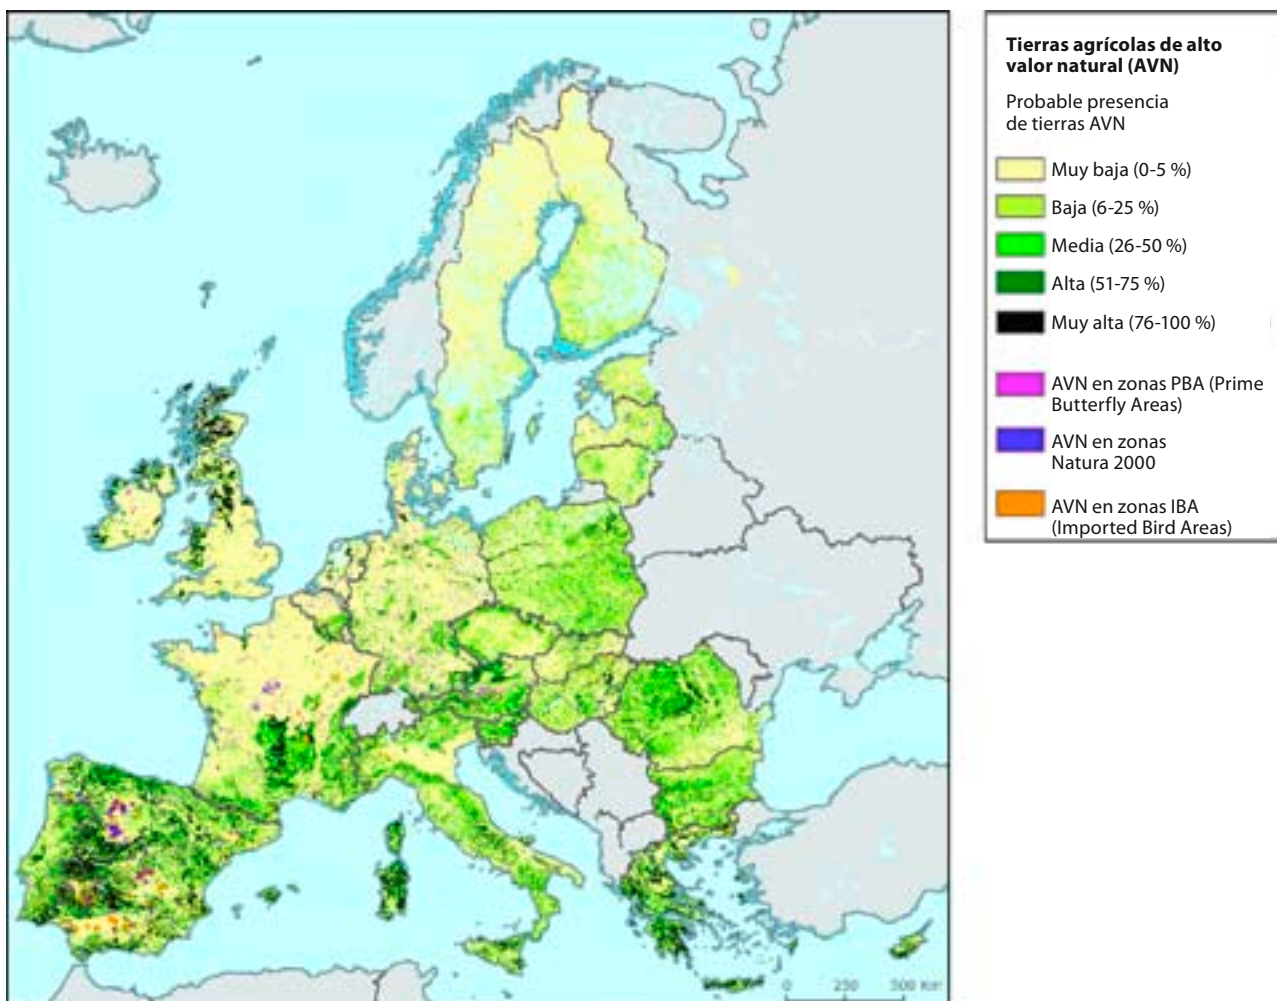 Tierras agrícolas de alto
valor natural (AVN)
Probable presencia
de tierras AVN
Muy baja (0-5 %)
Baja (6-25 %)
Media (26-50 %)
Alta (51-75 %)
Muy alta (76-100 %)
AVN en zonas PBA (Prime
Butterfly Areas)
AVN en zonas
Natura 2000
AVN en zonas IBA
(Imported Bird Areas)
0 250 500 Km